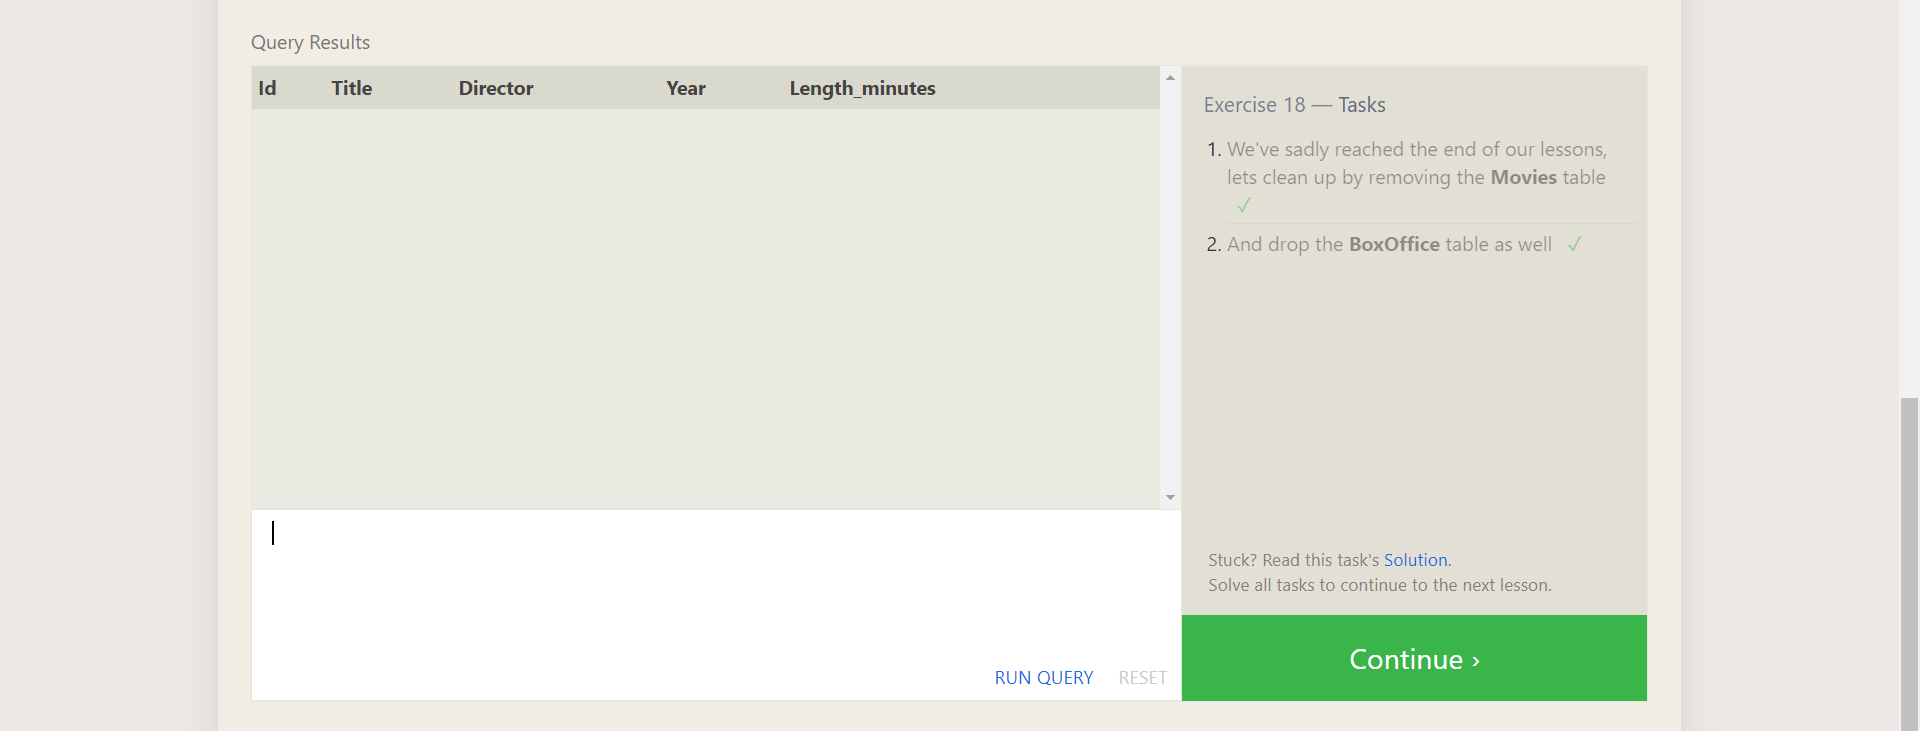 Query Results
Id Title Director Year Length_minutes
Exercise 18 — Tasks
1. We've sadly reached the end of our lessons,
lets clean up by removing the Movies table
✓
2. And drop the BoxOffice table as well ✓
Stuck? Read this task's Solution.
Solve all tasks to continue to the next lesson.
RUN QUERY RESET
Continue ›